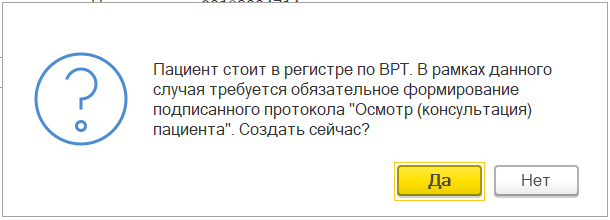 Пациент стоит в регистре по ВРТ. В рамках данного
случая требуется обязательное формирование
подписанного протокола "Осмотр (консультация)
пациента". Создать сейчас?
Да
Нет